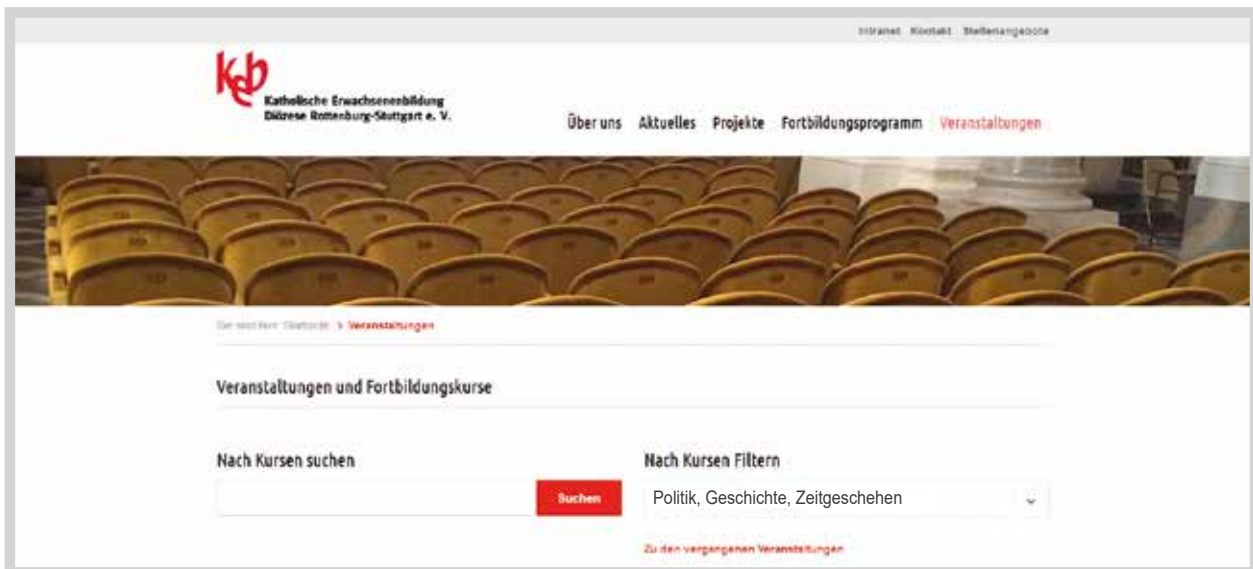 Intranet Kontakt Stellenangebote
keb
Katholische Erwachsenenbildung
Diözese Rottenburg-Stuttgart e. V.
Über uns Aktuelles Projekte Fortbildungsprogramm Veranstaltungen
Startseite > Veranstaltungen
Veranstaltungen und Fortbildungskurse
Nach Kursen suchen
Suchen
Nach Kursen Filtern
Politik, Geschichte, Zeitgeschehen
Zu den vergangenen Veranstaltungen